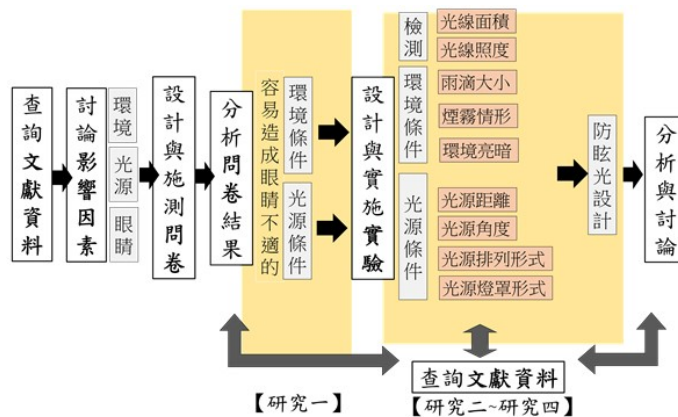 查詢文獻資料
討論影響因素
環境
光源
眼睛
設計與施測問卷
分析問卷結果
容易造成眼睛不適的
環境條件
光源條件
設計與實施實驗
檢測
光線面積
光線照度
環境條件
雨滴大小
煙霧情形
環境亮暗
光源條件
光源距離
光源角度
光源排列形式
光源燈罩形式
防眩光設計
分析與討論
查詢文獻資料
【研究一】
【研究二~研究四】